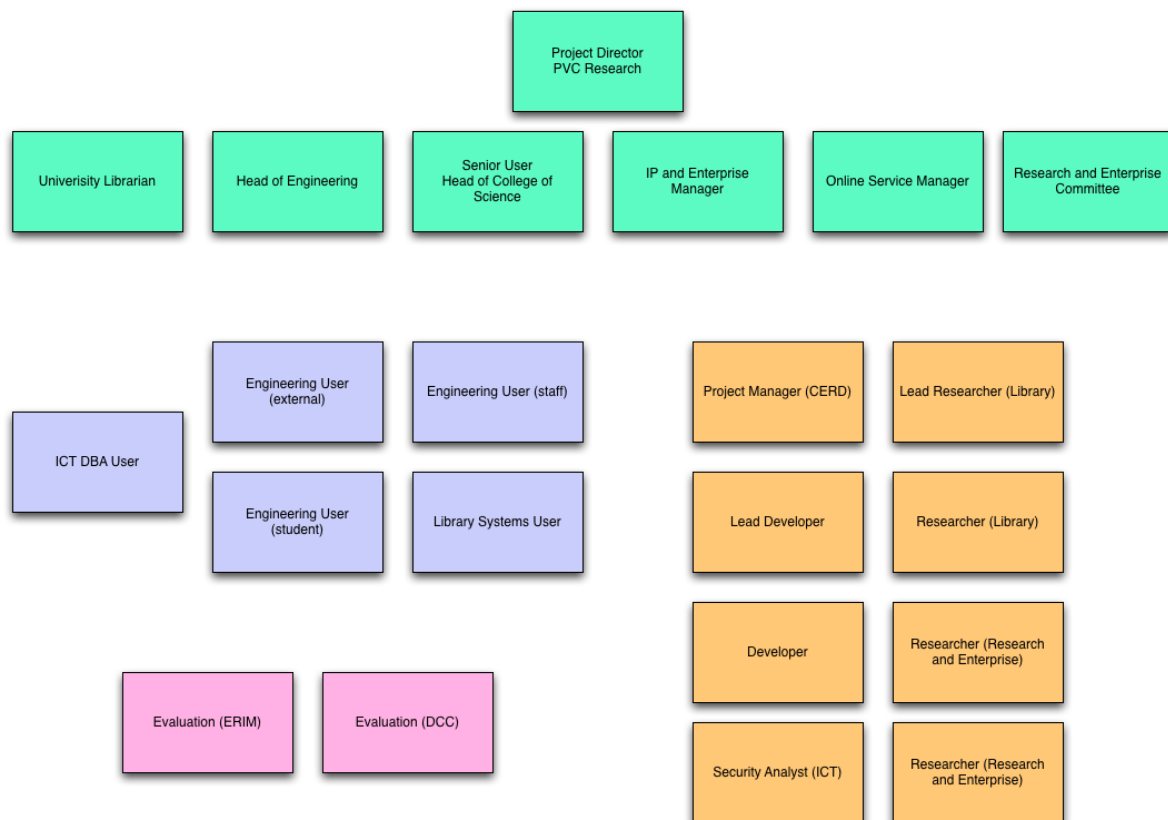 Project Director
PVC Research
Univerisity Librarian
Head of Engineering
Senior User
Head of College of
Science
IP and Enterprise
Manager
Online Service Manager
Research and Enterprise
Committee
Engineering User
(external)
Engineering User (staff)
Project Manager (CERD)
Lead Researcher (Library)
ICT DBA User
Engineering User
(student)
Library Systems User
Lead Developer
Researcher (Library)
Developer
Researcher (Research
and Enterprise)
Evaluation (ERIM)
Evaluation (DCC)
Security Analyst (ICT)
Researcher (Research
and Enterprise)